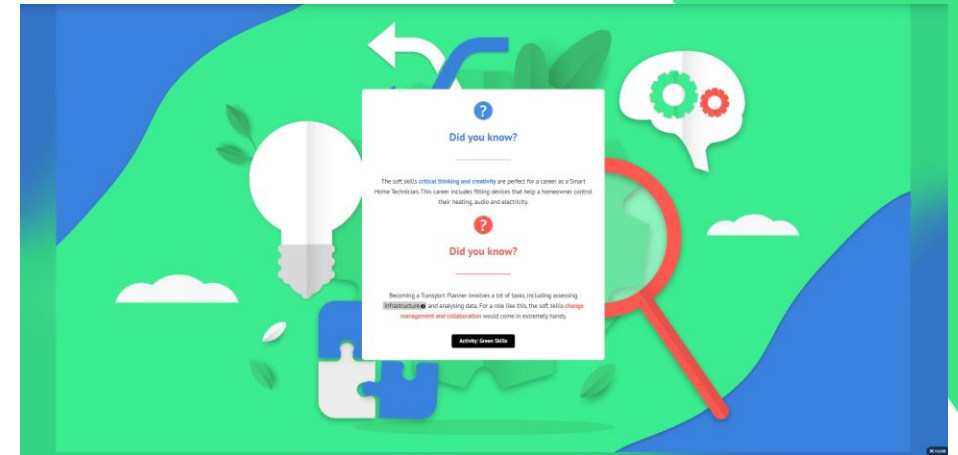 Did you know?
The soft skills critical thinking and creativity are perfect for a career as a Smart
Home Technician. This career includes fitting devices that help a homeowner control
their heating, audio and electricity.
Did you know?
Becoming a Transport Planner involves a lot of tasks, including assessing
infrastructure and analysing data. For a role like this, the soft skills change
management and collaboration would come in extremely handy.
Activity: Green Skills